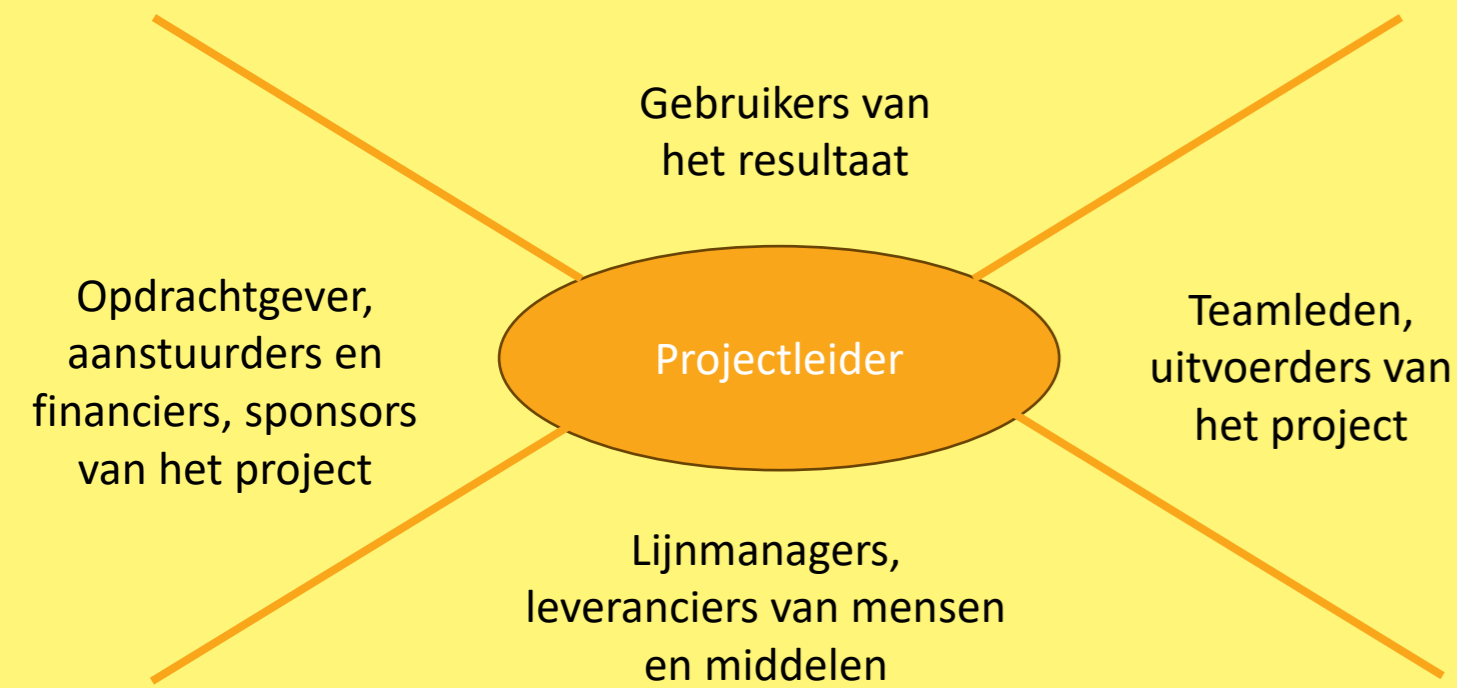 Gebruikers van
het resultaat
Opdrachtgever,
aanstuurders en
financiers, sponsors
van het project
Projectleider
Teamleden,
uitvoerders van
het project
Lijnmanagers,
leveranciers van mensen
en middelen